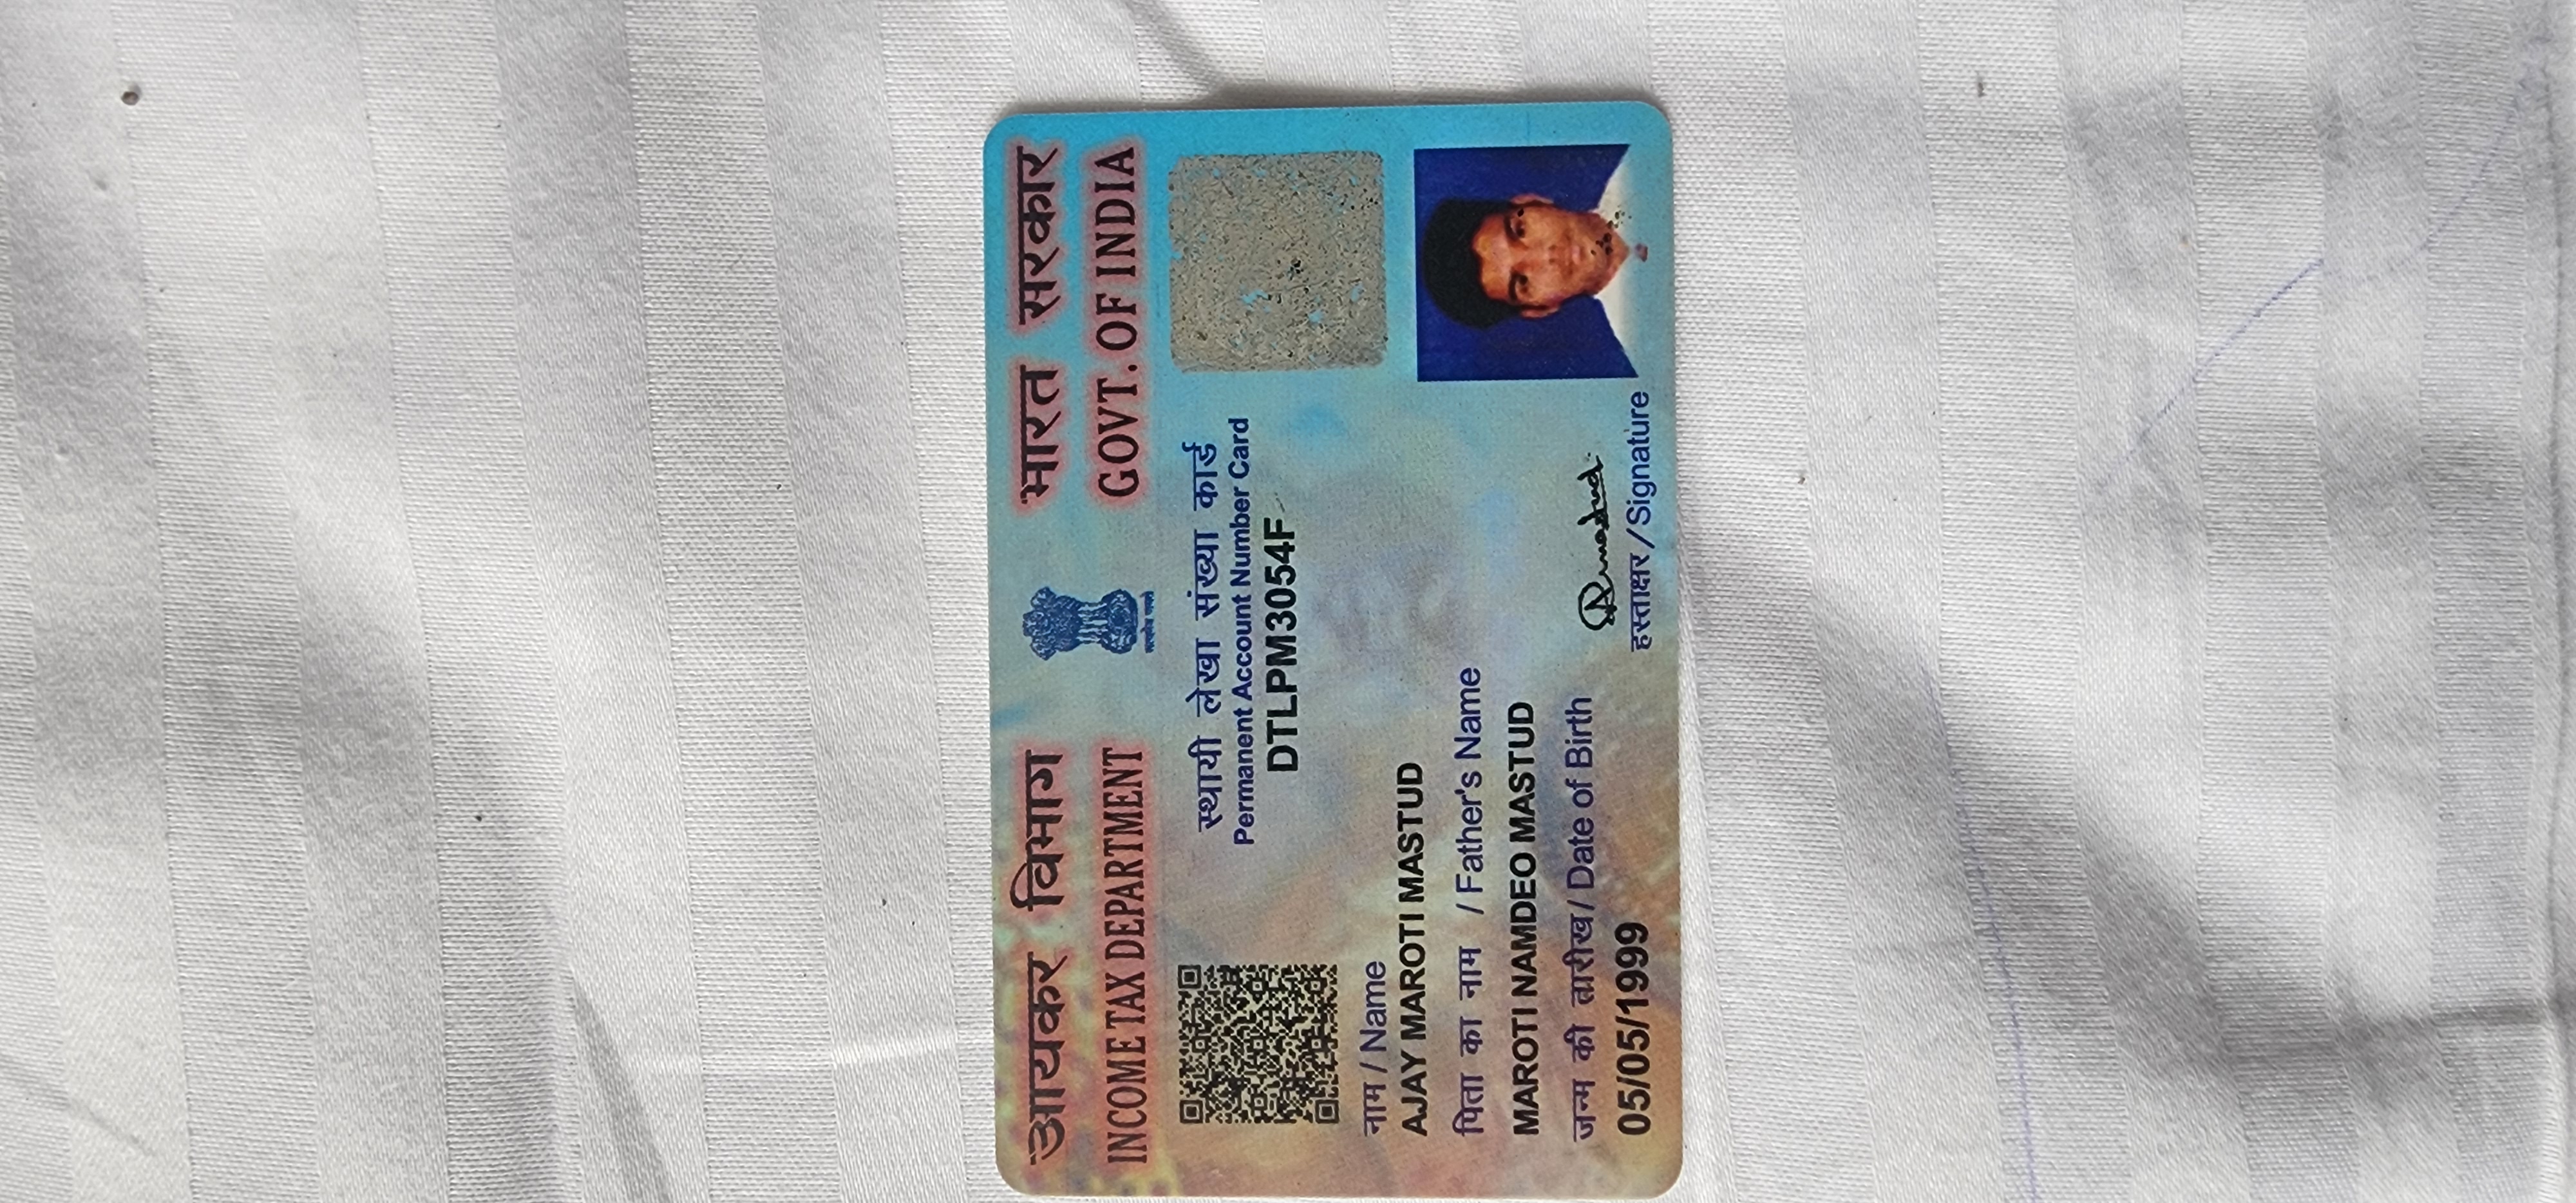 आयकर विभाग
भारत सरकार
INCOME TAX DEPARTMENT
GOVT. OF INDIA
सत्यमेव जयते
स्थायी लेखा संख्या कार्ड
Permanent Account Number Card
DTLPM3054F
नाम / Name
AJAY MAROTI MASTUD
पिता का नाम / Father's Name
MAROTI NAMDEO MASTUD
जन्म की तारीख / Date of Birth
05/05/1999
Amastud
हस्ताक्षर / Signature